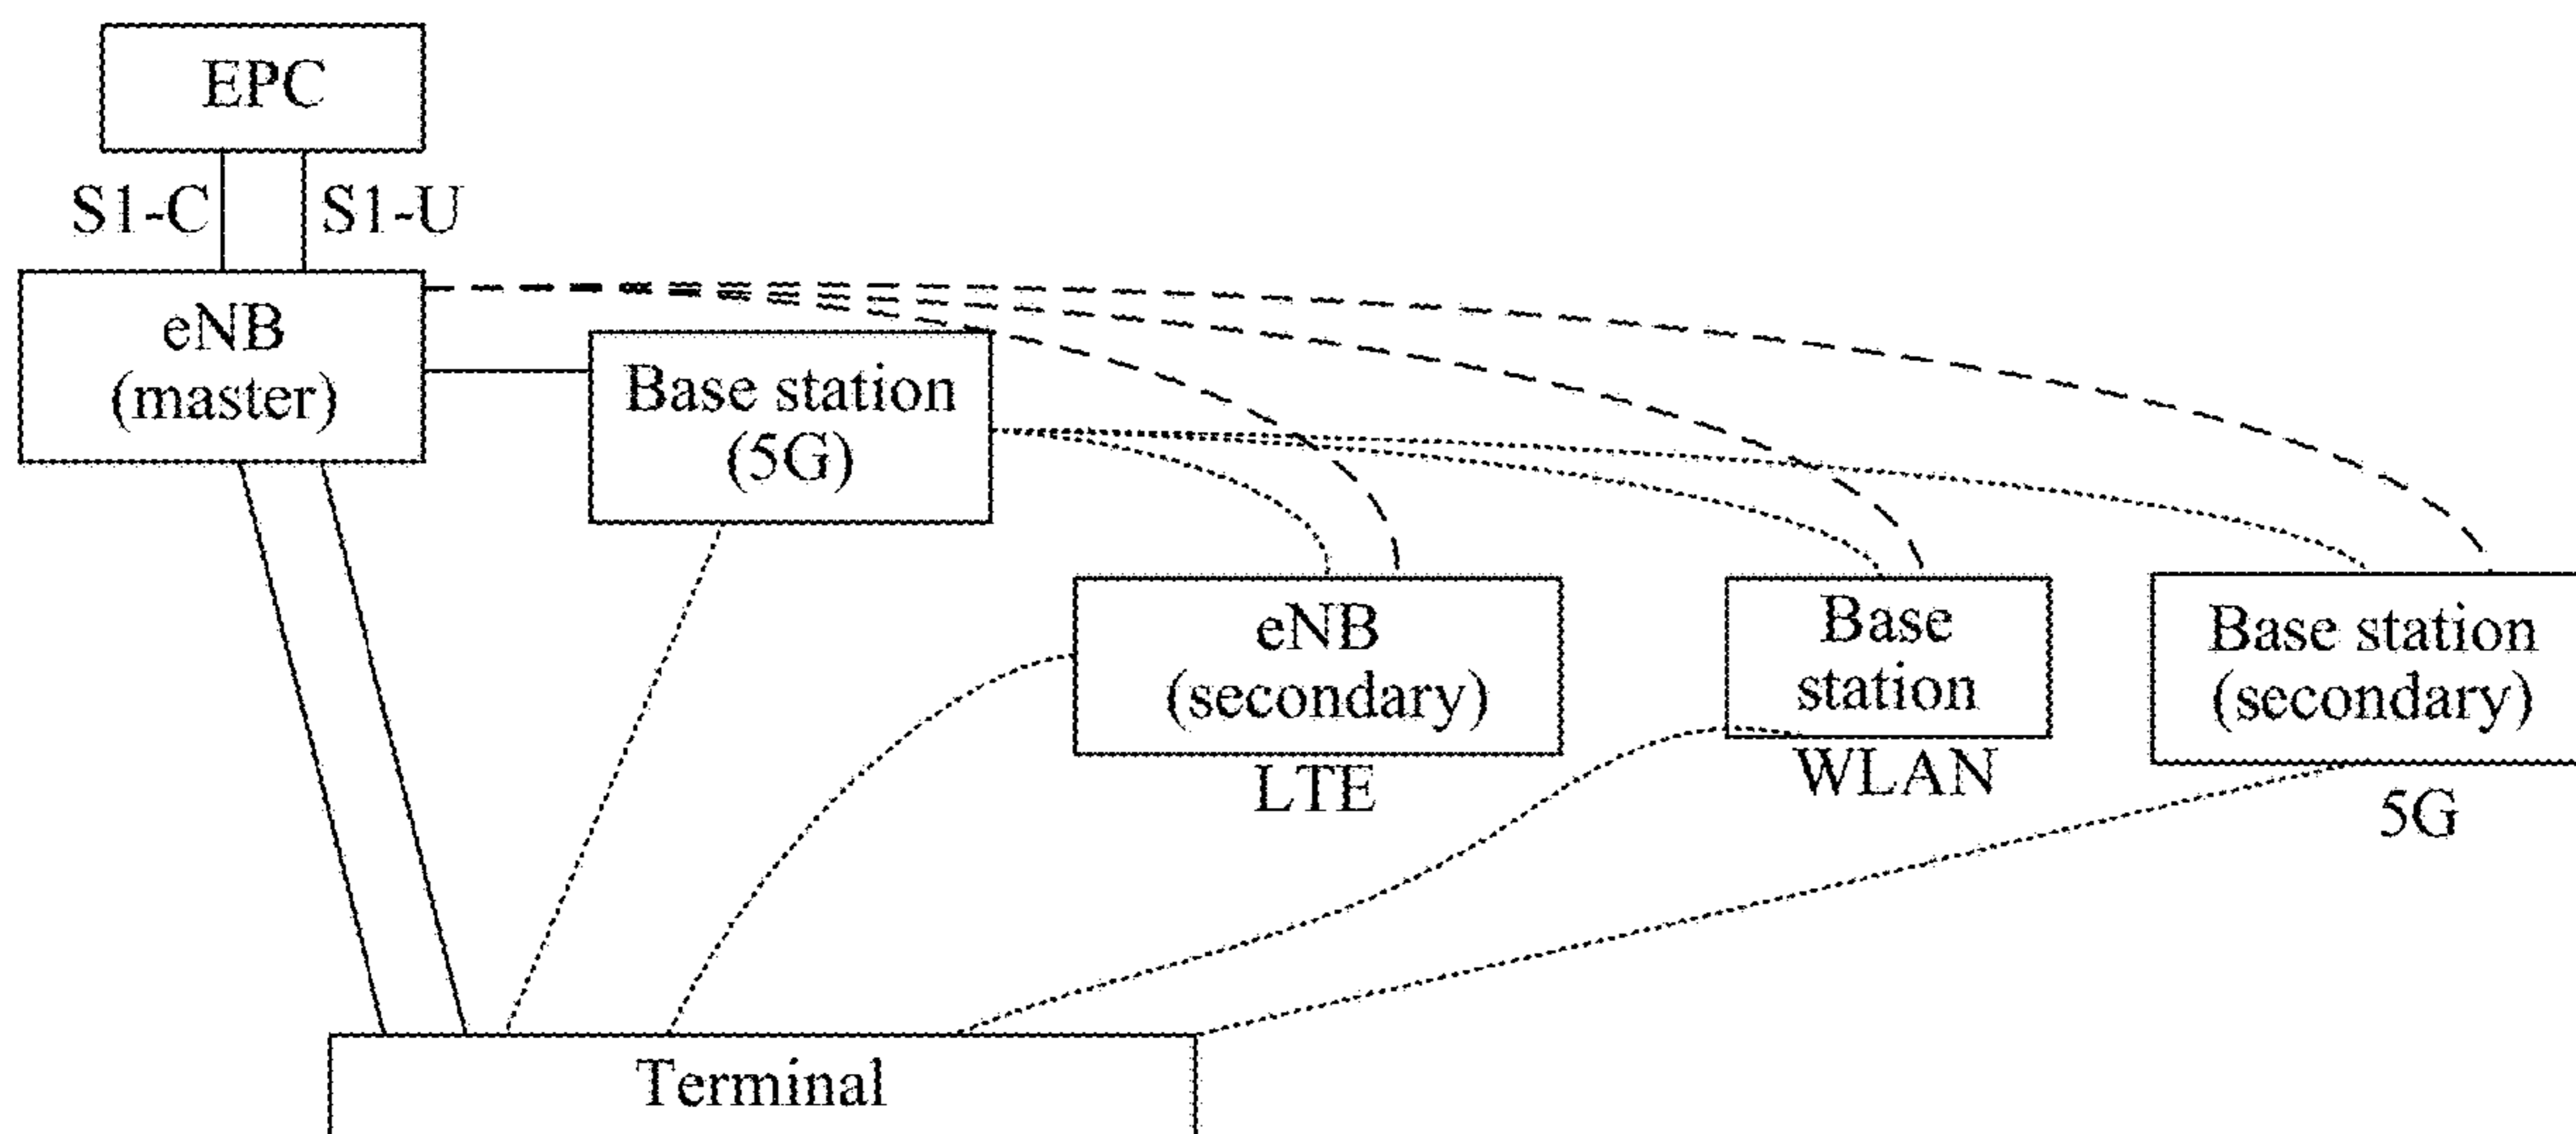 EPC
S1-C
S1-U
eNB
(master)
Base station
(5G)
eNB
(secondary)
LTE
Base
station
WLAN
Base station
(secondary)
5G
Terminal